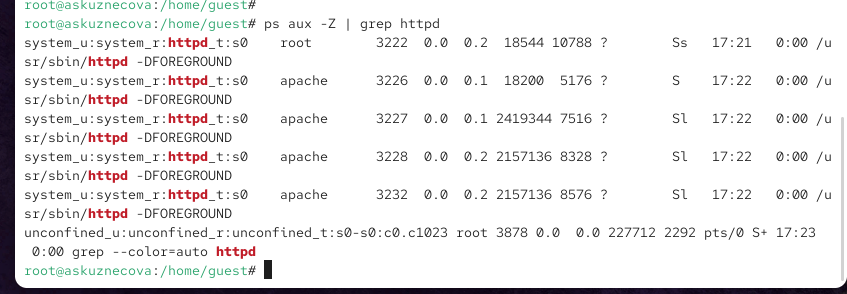 root@askuznecova:/home/guest#
root@askuznecova:/home/guest# ps aux -Z | grep httpd
system_u:system_r:httpd_t:s0    root        3222  0.0  0.2  18544 10788 ?        Ss   17:21   0:00 /u
sr/sbin/httpd -DFOREGROUND
system_u:system_r:httpd_t:s0    apache      3226  0.0  0.1  18200  5176 ?        S    17:22   0:00 /u
sr/sbin/httpd -DFOREGROUND
system_u:system_r:httpd_t:s0    apache      3227  0.0  0.1 2419344 7516 ?        Sl   17:22   0:00 /u
sr/sbin/httpd -DFOREGROUND
system_u:system_r:httpd_t:s0    apache      3228  0.0  0.2 2157136 8328 ?        Sl   17:22   0:00 /u
sr/sbin/httpd -DFOREGROUND
system_u:system_r:httpd_t:s0    apache      3232  0.0  0.2 2157136 8576 ?        Sl   17:22   0:00 /u
sr/sbin/httpd -DFOREGROUND
unconfined_u:unconfined_r:unconfined_t:s0-s0:c0.c1023 root 3878 0.0  0.0 227712 2292 pts/0 S+ 17:23
 0:00 grep --color=auto httpd
root@askuznecova:/home/guest#